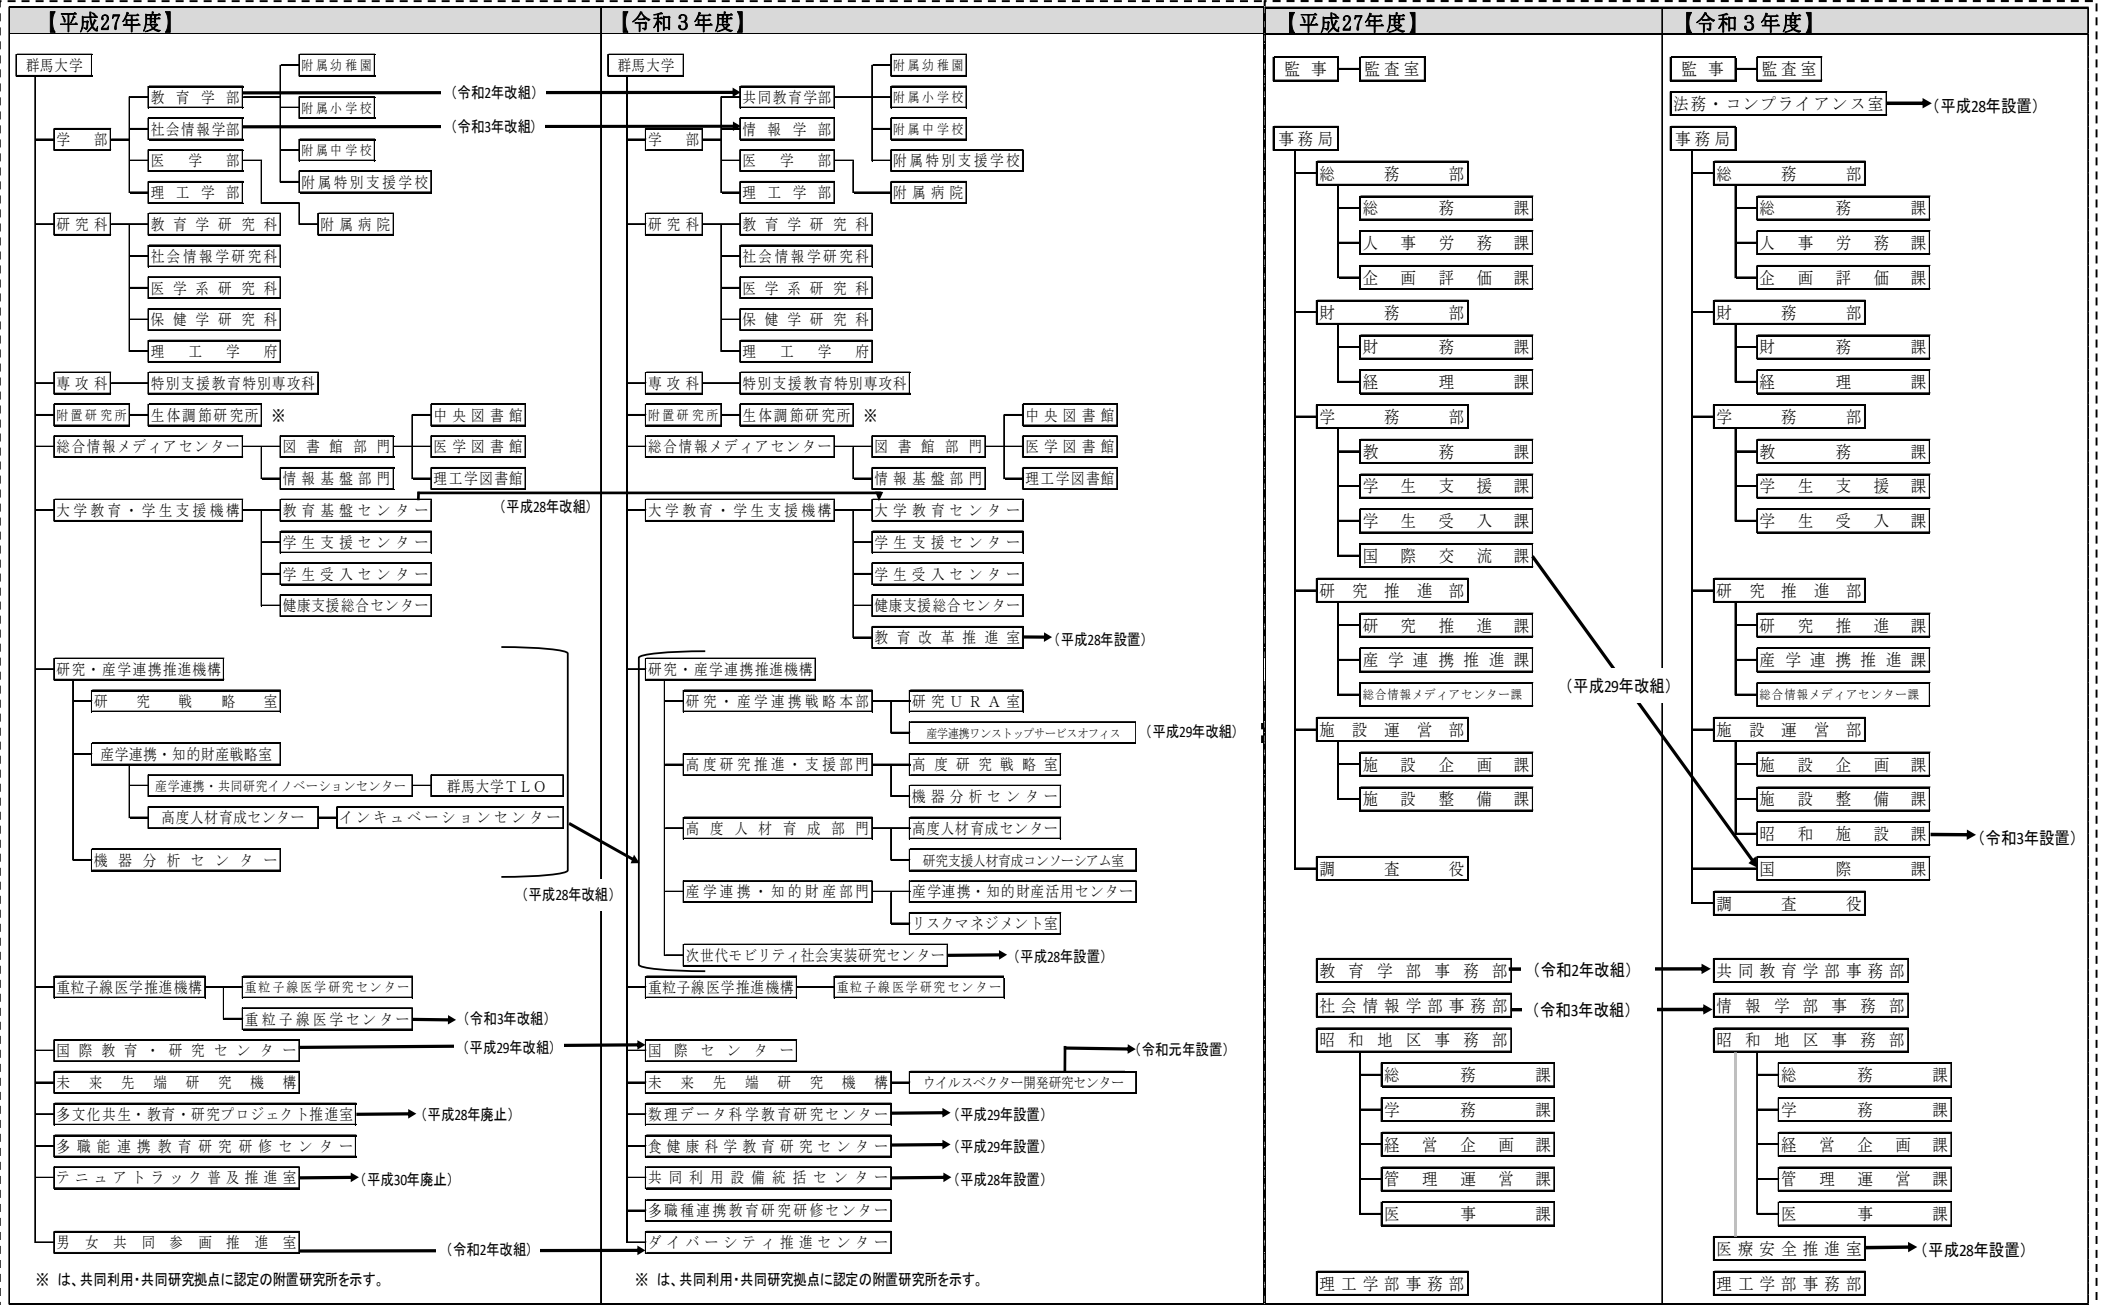 【平成27年度】
群馬大学
附属幼稚園
教育学部
(令和2年改組)
附属小学校
社会情報学部
(令和3年改組)
学部
附属中学校
医学部
附属特別支援学校
理工学部
研究科
教育学研究科
附属病院
社会情報学研究科
医学系研究科
保健学研究科
理工学府
専攻科
特別支援教育特別専攻科
附置研究所
生体調節研究所 ※
中央図書館
総合情報メディアセンター
図書館部門
医学図書館
情報基盤部門
理工学図書館
大学教育・学生支援機構
教育基盤センター
(平成28年改組)
学生支援センター
学生受入センター
健康支援総合センター
研究・産学連携推進機構
研究戦略室
産学連携・知的財産戦略室
産学連携・共同研究イノベーションセンター
群馬大学TLO
高度人材育成センター
インキュベーションセンター
機器分析センター
(平成28年改組)
重粒子線医学推進機構
重粒子線医学研究センター
重粒子線医学センター
(令和3年改組)
国際教育・研究センター
(平成29年改組)
未来先端研究機構
多文化共生・教育・研究プロジェクト推進室
(平成28年廃止)
多職能連携教育研究研修センター
テニュアトラック普及推進室
(平成30年廃止)
男女共同参画推進室
(令和2年改組)
※ は、共同利用・共同研究拠点に認定の附置研究所を示す。
【令和3年度】
群馬大学
附属幼稚園
共同教育学部
附属小学校
情報学部
附属中学校
学部
医学部
附属特別支援学校
理工学部
附属病院
研究科
教育学研究科
社会情報学研究科
医学系研究科
保健学研究科
理工学府
専攻科
特別支援教育特別専攻科
附置研究所
生体調節研究所 ※
中央図書館
総合情報メディアセンター
図書館部門
医学図書館
情報基盤部門
理工学図書館
大学教育・学生支援機構
大学教育センター
学生支援センター
学生受入センター
健康支援総合センター
教育改革推進室
(平成28年設置)
研究・産学連携推進機構
研究・産学連携戦略本部
研究URA室
産学連携ワンストップサービスオフィス
(平成29年改組)
高度研究推進・支援部門
高度研究戦略室
機器分析センター
高度人材育成部門
高度人材育成センター
研究支援人材育成コンソーシアム室
産学連携・知的財産部門
産学連携・知的財産活用センター
リスクマネジメント室
次世代モビリティ社会実装研究センター
(平成28年設置)
重粒子線医学推進機構
重粒子線医学研究センター
国際センター
(令和元年設置)
未来先端研究機構
ウイルスベクター開発研究センター
数理データ科学教育研究センター
(平成29年設置)
食健康科学教育研究センター
(平成29年設置)
共同利用設備統括センター
(平成28年設置)
多職種連携教育研究研修センター
ダイバーシティ推進センター
※ は、共同利用・共同研究拠点に認定の附置研究所を示す。
【平成27年度】
監事
監査室
事務局
総務部
総務課
人事労務課
企画評価課
財務部
財務課
経理課
学務部
教務課
学生支援課
学生受入課
国際交流課
研究推進部
研究推進課
産学連携推進課
総合情報メディアセンター課
(平成29年改組)
施設運営部
施設企画課
施設整備課
調査役
教育学部事務部
(令和2年改組)
社会情報学部事務部
(令和3年改組)
昭和地区事務部
総務課
学務課
経営企画課
管理運営課
医事課
理工学部事務部
【令和3年度】
監事
監査室
法務・コンプライアンス室
(平成28年設置)
事務局
総務部
総務課
人事労務課
企画評価課
財務部
財務課
経理課
学務部
教務課
学生支援課
学生受入課
研究推進部
研究推進課
産学連携推進課
総合情報メディアセンター課
施設運営部
施設企画課
施設整備課
昭和施設課
(令和3年設置)
国際課
調査役
共同教育学部事務部
情報学部事務部
昭和地区事務部
総務課
学務課
経営企画課
管理運営課
医事課
医療安全推進室
(平成28年設置)
理工学部事務部